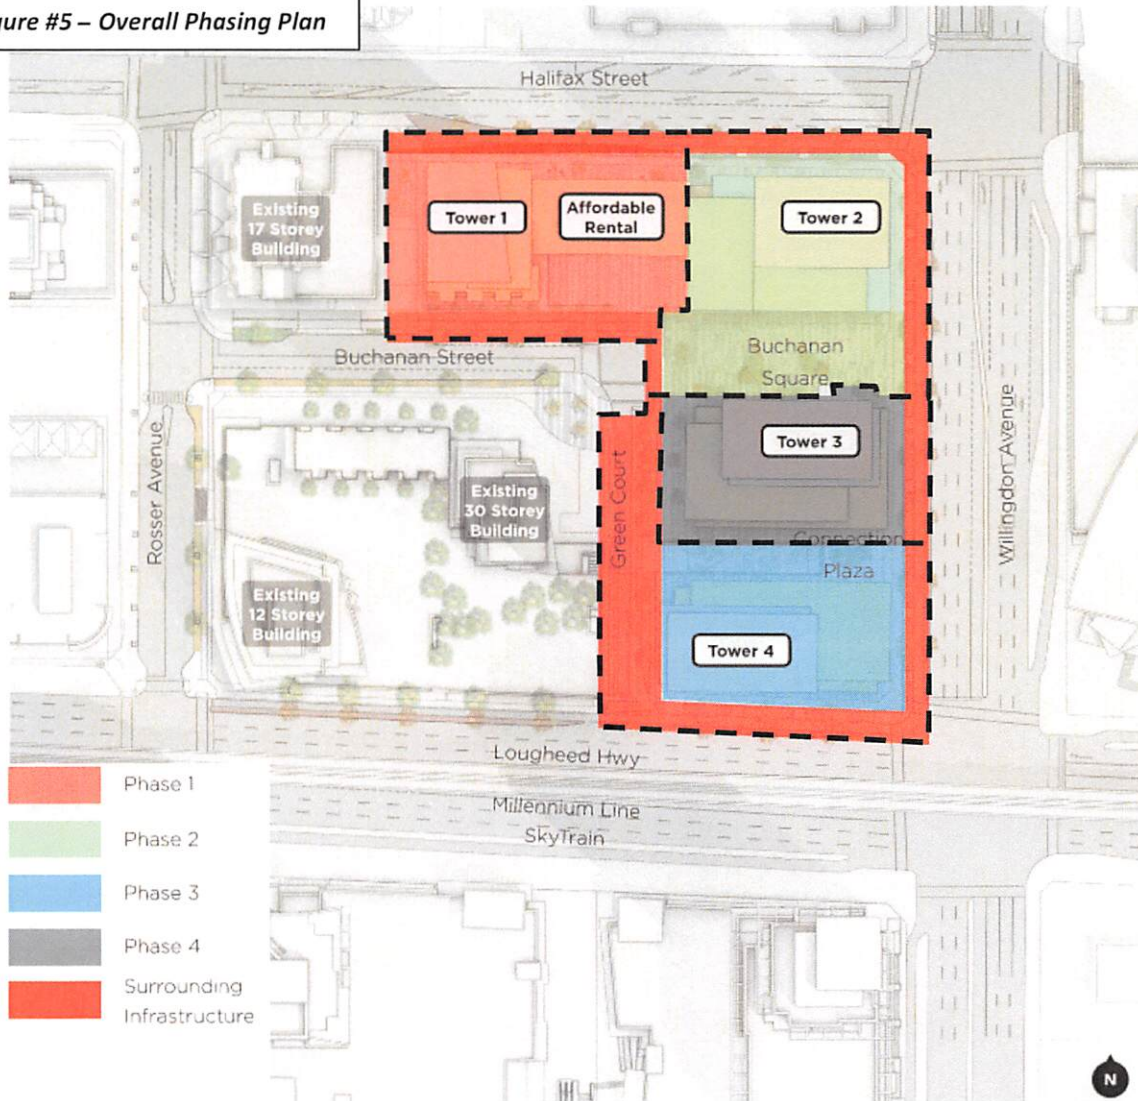 ure #5 – Overall Phasing Plan
Halifax Street
Existing
17 Storey
Building
Tower 1
Affordable
Rental
Tower 2
Buchanan Street
Buchanan
Square
Rosser Avenue
Willingdon Avenue
Tower 3
Green Court
Existing
30 Storey
Building
Connection
Plaza
Existing
12 Storey
Building
Tower 4
Lougheed Hwy
Millennium Line
SkyTrain
Phase 1
Phase 2
Phase 3
Phase 4
Surrounding
Infrastructure
N